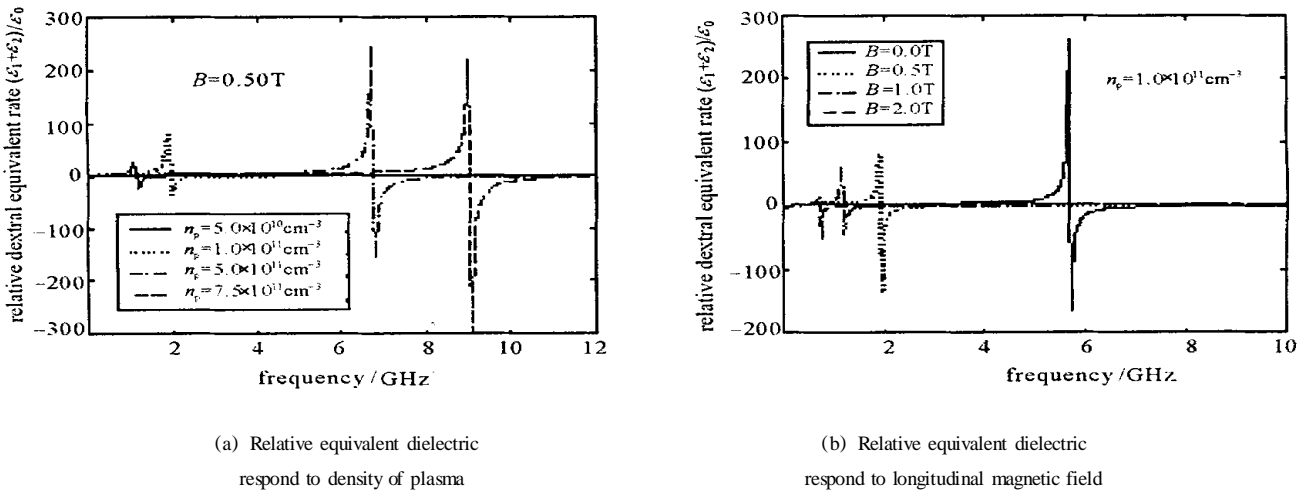 relative dextral equivalent rate (ε₁+ε₂)/ε₀
300
200
100
0
−100
−200
−300
B=0.50T
nₚ=5.0×10¹⁰cm⁻³
nₚ=1.0×10¹¹cm⁻³
nₚ=5.0×10¹¹cm⁻³
nₚ=7.5×10¹¹cm⁻³
2 4 6 8 10 12
frequency /GHz
(a) Relative equivalent dielectric
respond to density of plasma
relative dextral equivalent rate (ε₁+ε₂)/ε₀
300
200
100
0
−100
−200
B=0.0T
B=0.5T
B=1.0T
B=2.0T
nₚ=1.0×10¹¹cm⁻³
2 4 6 8 10
frequency /GHz
(b) Relative equivalent dielectric
respond to longitudinal magnetic field